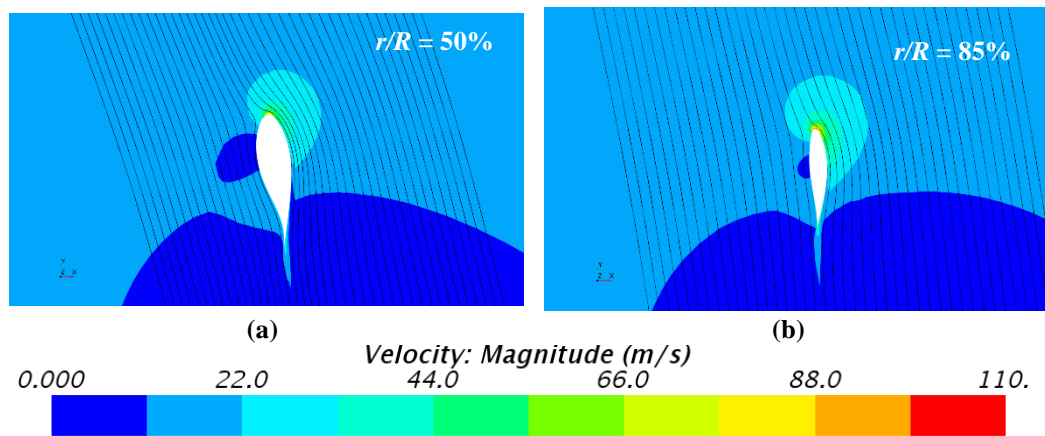 r/R = 50%
r/R = 85%
Y
Z X
Y
Z X
(a)
(b)
Velocity: Magnitude (m/s)
0.000 22.0 44.0 66.0 88.0 110.